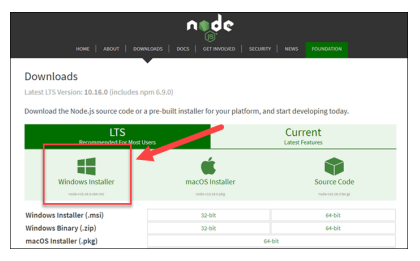 node
JS
HOME | ABOUT | DOWNLOADS | DOCS | GET INVOLVED | SECURITY | NEWS | FOUNDATION
Downloads
Latest LTS Version: 10.16.0 (includes npm 6.9.0)
Download the Node.js source code or a pre-built installer for your platform, and start developing today.
LTS
Recommended For Most Users
Current
Latest Features
Windows Installer
macOS Installer
Source Code
Windows Installer (.msi) 32-bit 64-bit
Windows Binary (.zip) 32-bit 64-bit
macOS Installer (.pkg) 64-bit